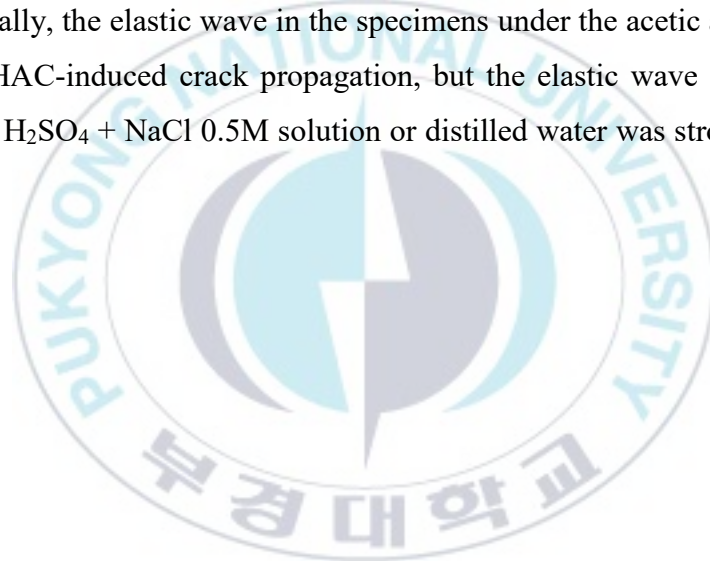 ally, the elastic wave in the specimens under the acetic
HAC-induced crack propagation, but the elastic wave
H₂SO₄ + NaCl 0.5M solution or distilled water was
PUKYONG NATIONAL UNIVERSITY
부경대학교